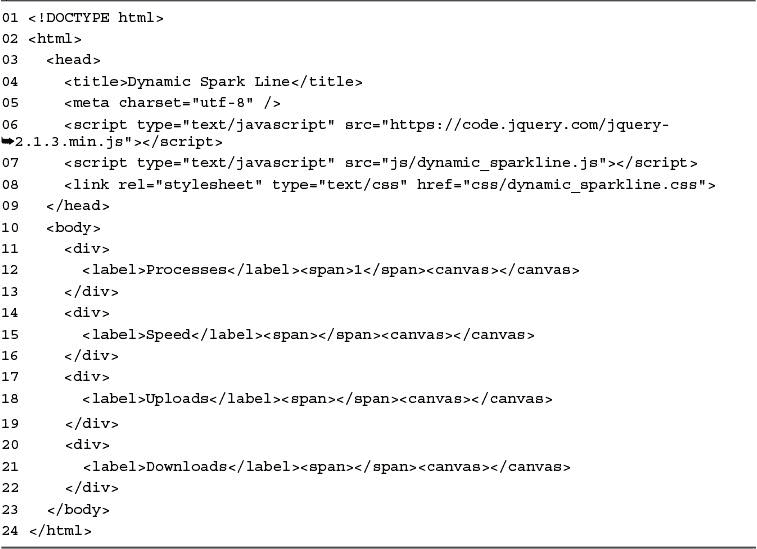 01 <!DOCTYPE html>
02 <html>
03   <head>
04     <title>Dynamic Spark Line</title>
05     <meta charset="utf-8" />
06     <script type="text/javascript" src="https://code.jquery.com/jquery-
➥2.1.3.min.js"></script>
07     <script type="text/javascript" src="js/dynamic_sparkline.js"></script>
08     <link rel="stylesheet" type="text/css" href="css/dynamic_sparkline.css">
09   </head>
10   <body>
11     <div>
12       <label>Processes</label><span>1</span><canvas></canvas>
13     </div>
14     <div>
15       <label>Speed</label><span></span><canvas></canvas>
16     </div>
17     <div>
18       <label>Uploads</label><span></span><canvas></canvas>
19     </div>
20     <div>
21       <label>Downloads</label><span></span><canvas></canvas>
22     </div>
23   </body>
24 </html>